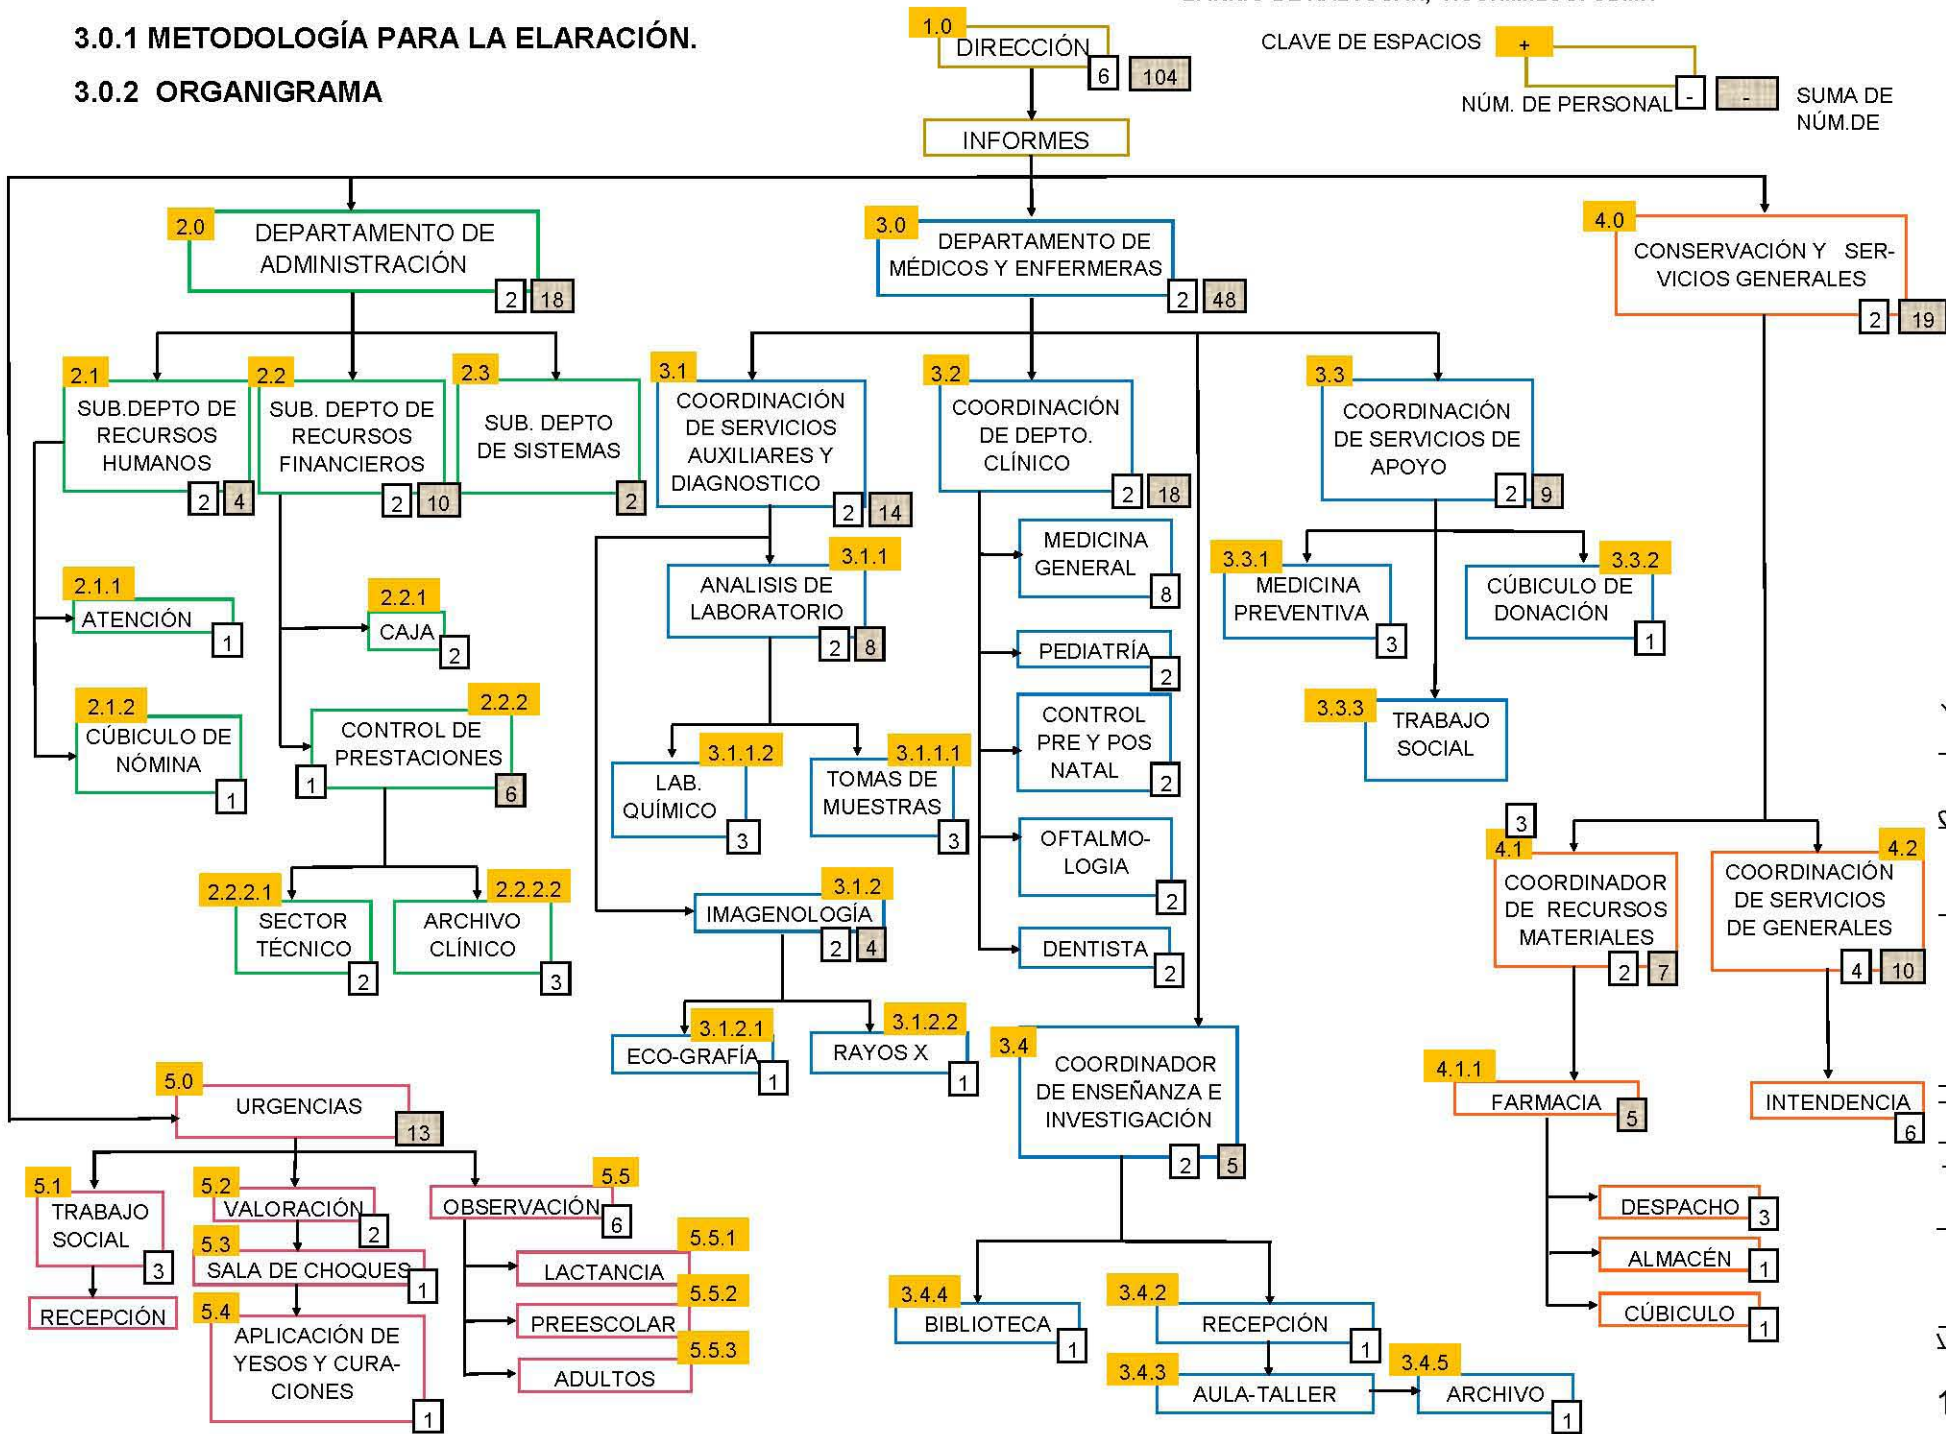 3.0.1 METODOLOGÍA PARA LA ELARACIÓN.
3.0.2 ORGANIGRAMA
1.0
DIRECCIÓN
6
104
CLAVE DE ESPACIOS
+
NÚM. DE PERSONAL
-
-
SUMA DE
NÚM.DE
INFORMES
2.0
DEPARTAMENTO DE
ADMINISTRACIÓN
2
18
3.0
DEPARTAMENTO DE
MÉDICOS Y ENFERMERAS
2
48
4.0
CONSERVACIÓN Y SER-
VICIOS GENERALES
2
19
2.1
SUB.DEPTO DE
RECURSOS
HUMANOS
2
4
2.2
SUB. DEPTO DE
RECURSOS
FINANCIEROS
2
10
2.3
SUB. DEPTO
DE SISTEMAS
2
3.1
COORDINACIÓN
DE SERVICIOS
AUXILIARES Y
DIAGNOSTICO
2
14
3.2
COORDINACIÓN
DE DEPTO.
CLÍNICO
2
18
3.3
COORDINACIÓN
DE SERVICIOS DE
APOYO
2
9
2.1.1
ATENCIÓN
1
2.1.2
CÚBICULO DE
NÓMINA
1
2.2.1
CAJA
2
2.2.2
CONTROL DE
PRESTACIONES
1
6
2.2.2.1
SECTOR
TÉCNICO
2
2.2.2.2
ARCHIVO
CLÍNICO
3
3.1.1
ANALISIS DE
LABORATORIO
2
8
3.1.1.2
LAB.
QUÍMICO
3
3.1.1.1
TOMAS DE
MUESTRAS
3
3.1.2
IMAGENOLOGÍA
2
4
3.1.2.1
ECO-GRAFÍA
1
3.1.2.2
RAYOS X
1
MEDICINA
GENERAL
8
PEDIATRÍA
2
CONTROL
PRE Y POS
NATAL
2
OFTALMO-
LOGIA
2
DENTISTA
2
3.3.1
MEDICINA
PREVENTIVA
3
3.3.2
CÚBICULO DE
DONACIÓN
1
3.3.3
TRABAJO
SOCIAL
3
4.1
COORDINADOR
DE RECURSOS
MATERIALES
2
7
4.2
COORDINACIÓN
DE SERVICIOS
DE GENERALES
4
10
4.1.1
FARMACIA
5
INTENDENCIA
6
DESPACHO
3
ALMACÉN
1
CÚBICULO
1
3.4
COORDINADOR
DE ENSEÑANZA E
INVESTIGACIÓN
2
5
3.4.4
BIBLIOTECA
1
3.4.2
RECEPCIÓN
1
3.4.3
AULA-TALLER
3.4.5
ARCHIVO
1
5.0
URGENCIAS
13
5.1
TRABAJO
SOCIAL
3
RECEPCIÓN
5.2
VALORACIÓN
2
5.3
SALA DE CHOQUES
1
5.4
APLICACIÓN DE
YESOS Y CURA-
CIONES
1
5.5
OBSERVACIÓN
6
5.5.1
LACTANCIA
5.5.2
PREESCOLAR
5.5.3
ADULTOS